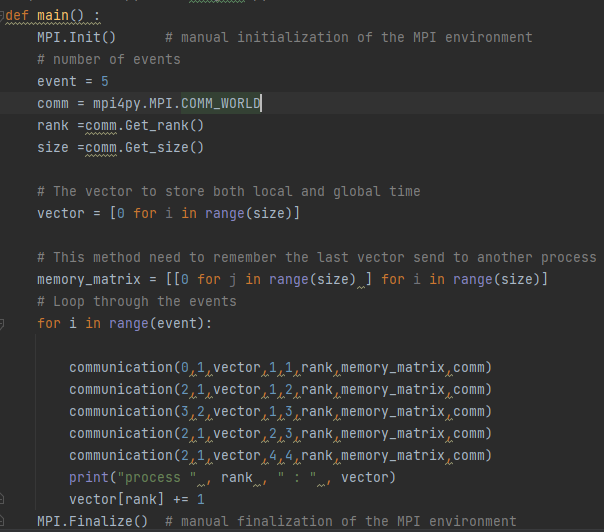 def main() :
    MPI.Init()      # manual initialization of the MPI environment
    # number of events
    event = 5
    comm = mpi4py.MPI.COMM_WORLD
    rank =comm.Get_rank()
    size =comm.Get_size()

    # The vector to store both local and global time
    vector = [0 for i in range(size)]

    # This method need to remember the last vector send to another process
    memory_matrix = [[0 for j in range(size) ] for i in range(size)]
    # Loop through the events
    for i in range(event):

        communication(0,1,vector,1,1,rank,memory_matrix,comm)
        communication(2,1,vector,1,2,rank,memory_matrix,comm)
        communication(3,2,vector,1,3,rank,memory_matrix,comm)
        communication(2,1,vector,2,3,rank,memory_matrix,comm)
        communication(2,1,vector,4,4,rank,memory_matrix,comm)
        print("process " , rank , " : " , vector)
        vector[rank] += 1
    MPI.Finalize()  # manual finalization of the MPI environment